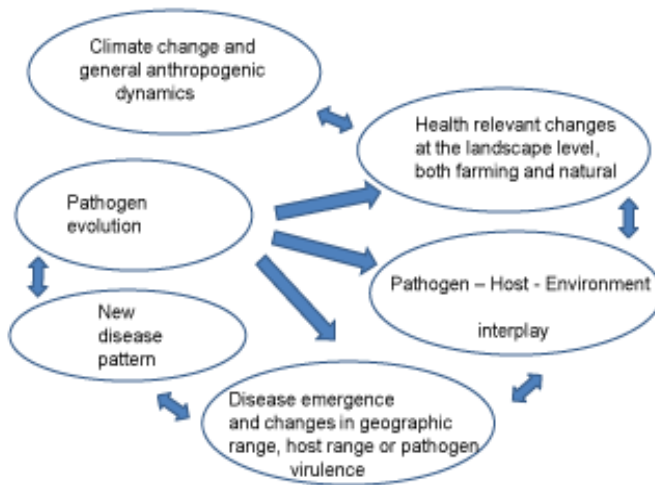 Climate change and
general anthropogenic
dynamics
Health relevant changes
at the landscape level,
both farming and natural
Pathogen
evolution
Pathogen – Host - Environment
interplay
New
disease
pattern
Disease emergence
and changes in geographic
range, host range or pathogen
virulence